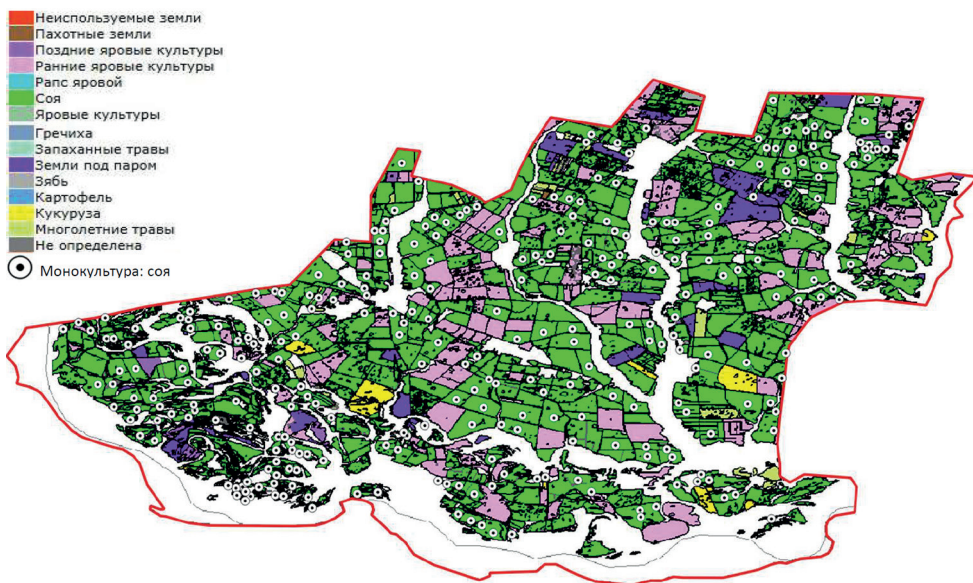 Неиспользуемые земли
Пахотные земли
Поздние яровые культуры
Ранние яровые культуры
Рапс яровой
Соя
Яровые культуры
Гречиха
Запаханные травы
Земли под паром
Зябь
Картофель
Кукуруза
Многолетние травы
Не определена
Монокультура: соя